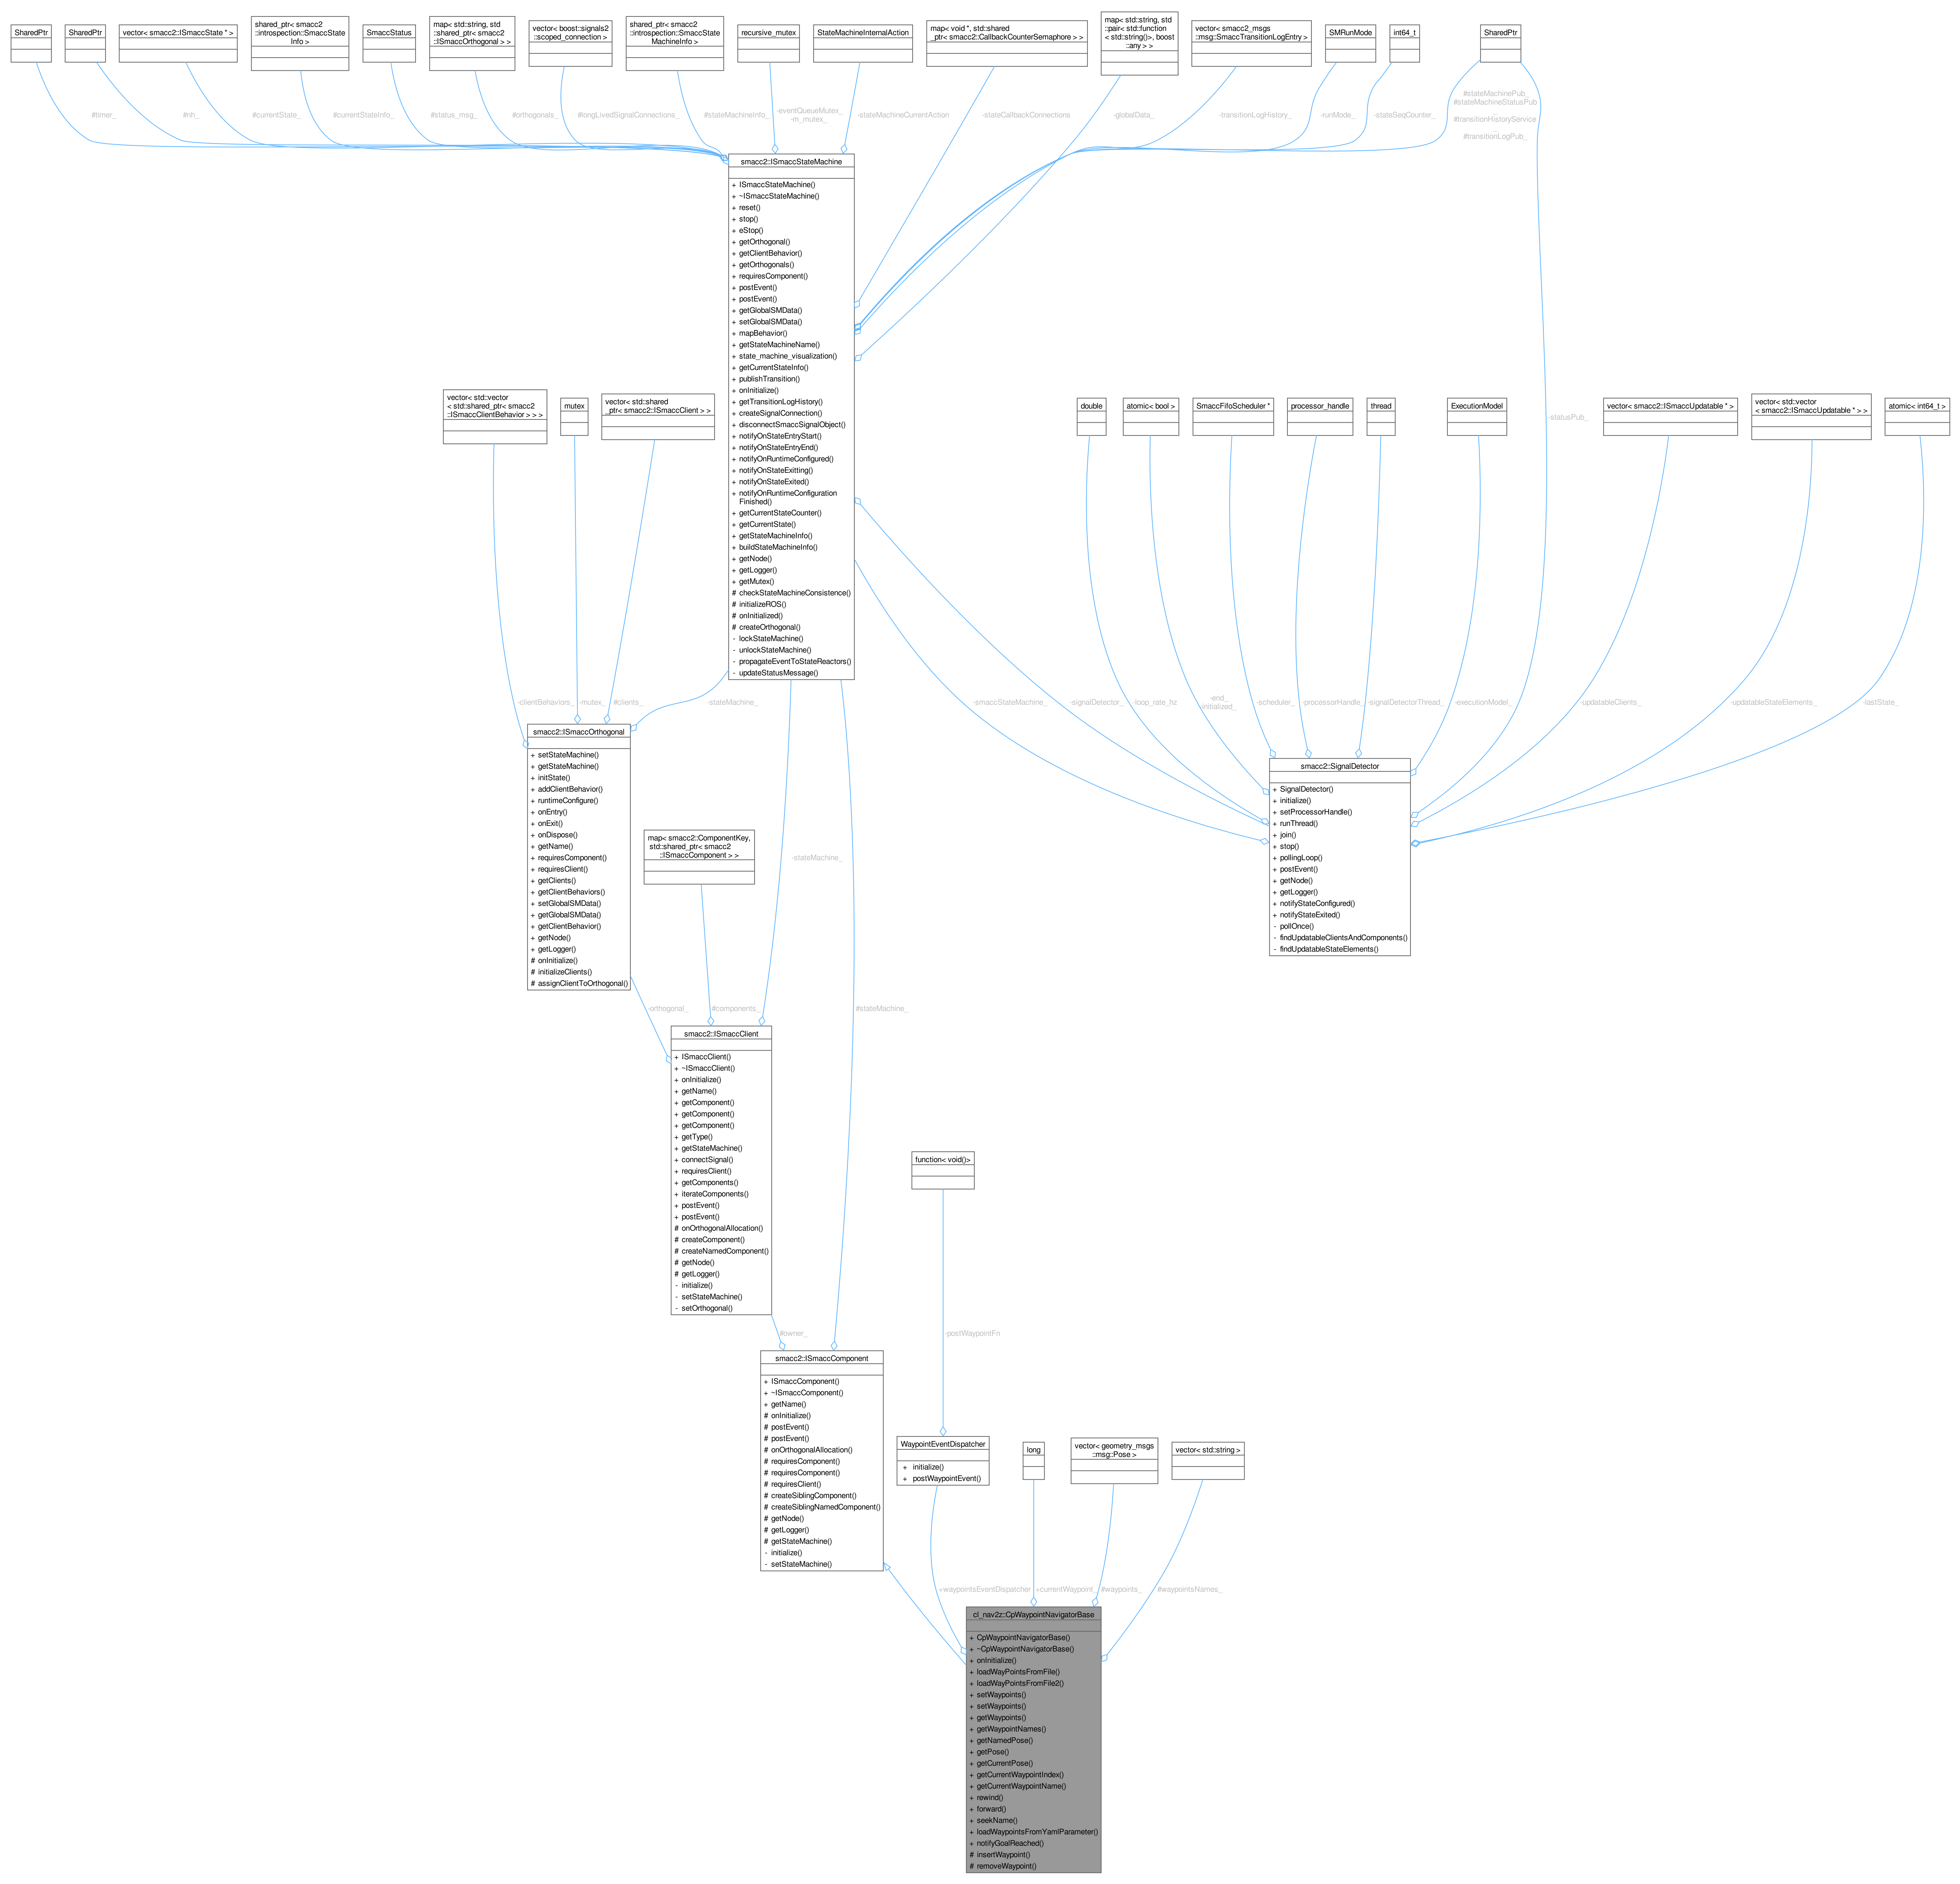 SharedPtr
SharedPtr
vector< smacc2::ISmaccState * >
shared_ptr< smacc2
::introspection::SmaccState
Info >
SmaccStatus
map< std::string, std
::shared_ptr< smacc2
::ISmaccOrthogonal > >
vector< boost::signals2
::scoped_connection >
shared_ptr< smacc2
::introspection::SmaccState
MachineInfo >
recursive_mutex
StateMachineInternalAction
map< void *, std::shared
_ptr< smacc2::CallbackCounterSemaphore > >
map< std::string, std
::pair< std::function
< std::string()>, boost
::any > >
vector< smacc2_msgs
::msg::SmaccTransitionLogEntry >
SMRunMode
int64_t
SharedPtr
#timer_
#nh_
#currentState_
#currentStateInfo_
#status_msg_
#orthogonals_
#longLivedSignalConnections_
#stateMachineInfo_
-eventQueueMutex_
-m_mutex_
-stateMachineCurrentAction
-stateCallbackConnections
-globalData_
-transitionLogHistory_
-runMode_
-stateSeqCounter_
#stateMachinePub_
#stateMachineStatusPub
_
#transitionHistoryService
_
#transitionLogPub_
smacc2::ISmaccStateMachine
+ ISmaccStateMachine()
+ ~ISmaccStateMachine()
+ reset()
+ stop()
+ eStop()
+ getOrthogonal()
+ getClientBehavior()
+ getOrthogonals()
+ requiresComponent()
+ postEvent()
+ postEvent()
+ getGlobalSMData()
+ setGlobalSMData()
+ mapBehavior()
+ getStateMachineName()
+ state_machine_visualization()
+ getCurrentStateInfo()
+ publishTransition()
+ onInitialize()
+ getTransitionLogHistory()
+ createSignalConnection()
+ disconnectSmaccSignalObject()
+ notifyOnStateEntryStart()
+ notifyOnStateEntryEnd()
+ notifyOnRuntimeConfigured()
+ notifyOnStateExitting()
+ notifyOnStateExited()
+ notifyOnRuntimeConfiguration
Finished()
+ getCurrentStateCounter()
+ getCurrentState()
+ getStateMachineInfo()
+ buildStateMachineInfo()
+ getNode()
+ getLogger()
+ getMutex()
# checkStateMachineConsistence()
# initializeROS()
# onInitialized()
# createOrthogonal()
- lockStateMachine()
- unlockStateMachine()
- propagateEventToStateReactors()
- updateStatusMessage()
vector< std::vector
< std::shared_ptr< smacc2
::ISmaccClientBehavior > > >
mutex
vector< std::shared
_ptr< smacc2::ISmaccClient > >
double
atomic< bool >
SmaccFifoScheduler *
processor_handle
thread
ExecutionModel
-statusPub_
vector< smacc2::ISmaccUpdatable * >
vector< std::vector
< smacc2::ISmaccUpdatable * > >
atomic< int64_t >
-clientBehaviors_
-mutex_
#clients_
-stateMachine_
-smaccStateMachine_
-signalDetector_
-loop_rate_hz
-end_
-initialized_
-scheduler_
-processorHandle_
-signalDetectorThread_
-executionModel_
-updatableClients_
-updatableStateElements_
-lastState_
smacc2::ISmaccOrthogonal
+ setStateMachine()
+ getStateMachine()
+ initState()
+ addClientBehavior()
+ runtimeConfigure()
+ onEntry()
+ onExit()
+ onDispose()
+ getName()
+ requiresComponent()
+ requiresClient()
+ getClients()
+ getClientBehaviors()
+ setGlobalSMData()
+ getGlobalSMData()
+ getClientBehavior()
+ getNode()
+ getLogger()
# onInitialize()
# initializeClients()
# assignClientToOrthogonal()
smacc2::SignalDetector
+ SignalDetector()
+ initialize()
+ setProcessorHandle()
+ runThread()
+ join()
+ stop()
+ pollingLoop()
+ postEvent()
+ getNode()
+ getLogger()
+ notifyStateConfigured()
+ notifyStateExited()
- pollOnce()
- findUpdatableClientsAndComponents()
- findUpdatableStateElements()
map< smacc2::ComponentKey,
std::shared_ptr< smacc2
::ISmaccComponent > >
-stateMachine_
-orthogonal_
#components_
#stateMachine_
smacc2::ISmaccClient
+ ISmaccClient()
+ ~ISmaccClient()
+ onInitialize()
+ getName()
+ getComponent()
+ getComponent()
+ getComponent()
+ getType()
+ getStateMachine()
+ connectSignal()
+ requiresClient()
+ getComponents()
+ iterateComponents()
+ postEvent()
+ postEvent()
# onOrthogonalAllocation()
# createComponent()
# createNamedComponent()
# getNode()
# getLogger()
- initialize()
- setStateMachine()
- setOrthogonal()
function< void()>
#owner_
-postWaypointFn
smacc2::ISmaccComponent
+ ISmaccComponent()
+ ~ISmaccComponent()
+ getName()
# onInitialize()
# postEvent()
# postEvent()
# onOrthogonalAllocation()
# requiresComponent()
# requiresComponent()
# requiresClient()
# createSiblingComponent()
# createSiblingNamedComponent()
# getNode()
# getLogger()
# getStateMachine()
- initialize()
- setStateMachine()
WaypointEventDispatcher
+ initialize()
+ postWaypointEvent()
long
vector< geometry_msgs
::msg::Pose >
vector< std::string >
+waypointsEventDispatcher
+currentWaypoint_
#waypoints_
#waypointsNames_
cl_nav2z::CpWaypointNavigatorBase
+ CpWaypointNavigatorBase()
+ ~CpWaypointNavigatorBase()
+ onInitialize()
+ loadWayPointsFromFile()
+ loadWayPointsFromFile2()
+ setWaypoints()
+ setWaypoints()
+ getWaypoints()
+ getWaypointNames()
+ getNamedPose()
+ getPose()
+ getCurrentPose()
+ getCurrentWaypointIndex()
+ getCurrentWaypointName()
+ rewind()
+ forward()
+ seekName()
+ loadWaypointsFromYamlParameter()
+ notifyGoalReached()
# insertWaypoint()
# removeWaypoint()